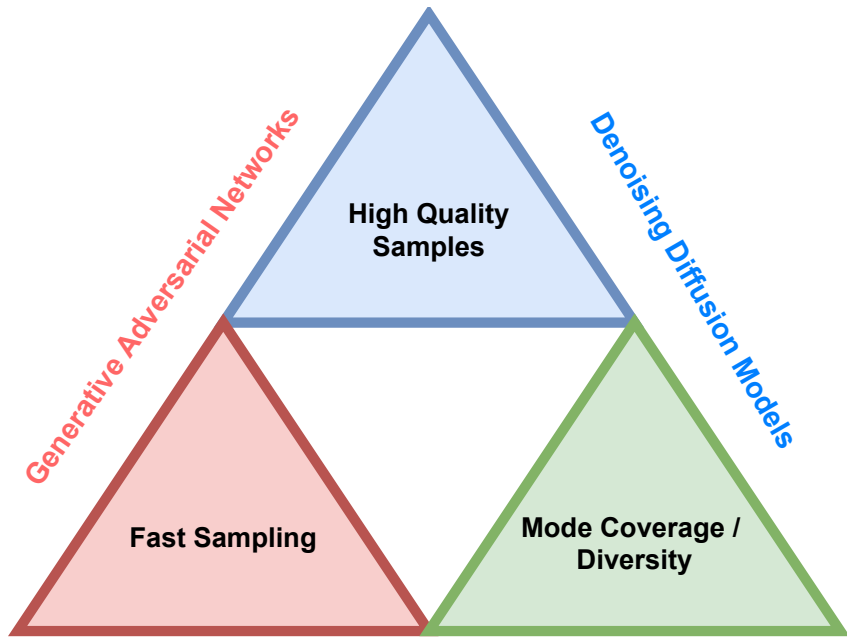 Generative Adversarial Networks
Denoising Diffusion Models
High Quality
Samples
Fast Sampling
Mode Coverage /
Diversity